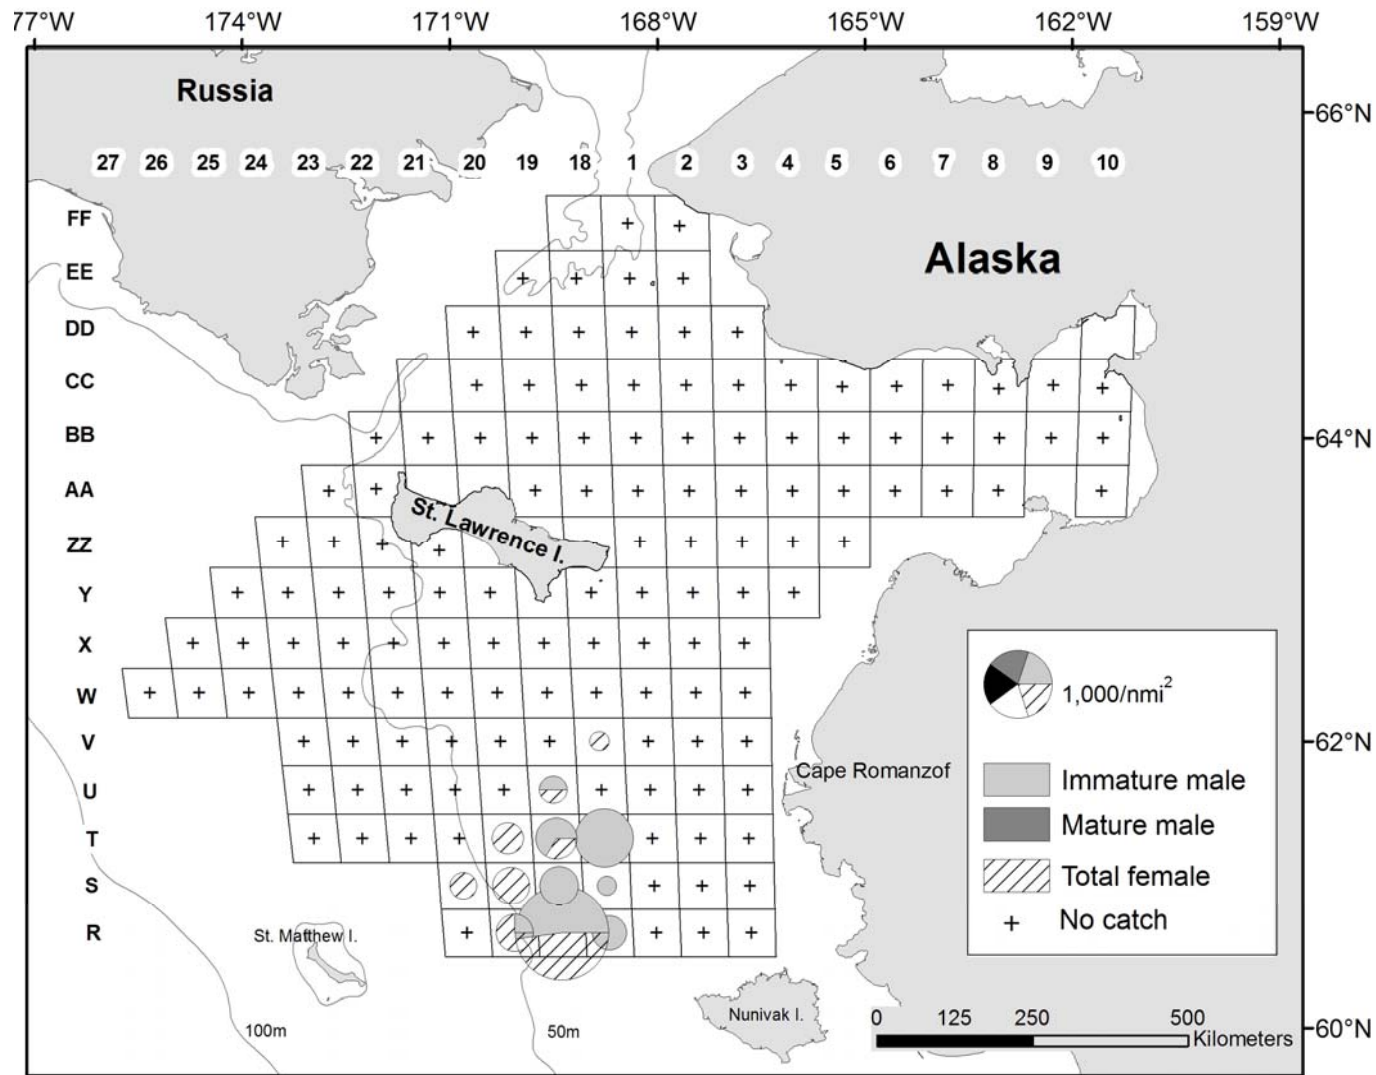 77°W 174°W 171°W 168°W 165°W 162°W 159°W
Russia
66°N
27 26 25 24 23 22 21 20 19 18 1 2 3 4 5 6 7 8 9 10
FF
Alaska
EE
DD
CC
BB
64°N
AA
St. Lawrence I.
ZZ
Y
X
W
1,000/nmi²
V
62°N
Cape Romanzof
U
Immature male
Mature male
T
Total female
S
No catch
R
St. Matthew I.
Nunivak I.
0 125 250 500
Kilometers
60°N
100m
50m